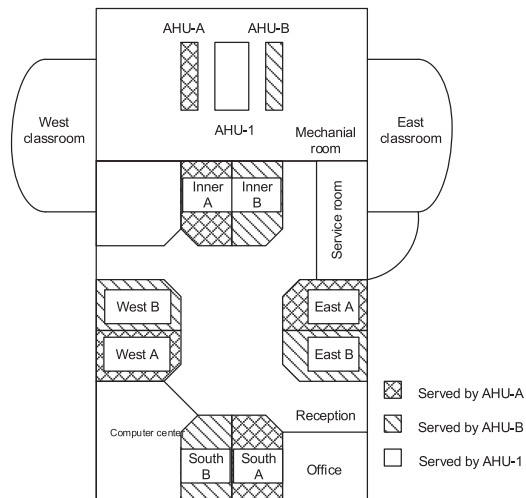 AHU-A
AHU-B
West
classroom
East
classroom
AHU-1
Mechanial
room
Inner
A
Inner
B
Service room
West B
East A
West A
East B
Served by AHU-A
Reception
Served by AHU-B
Computer center
South
B
South
A
Office
Served by AHU-1